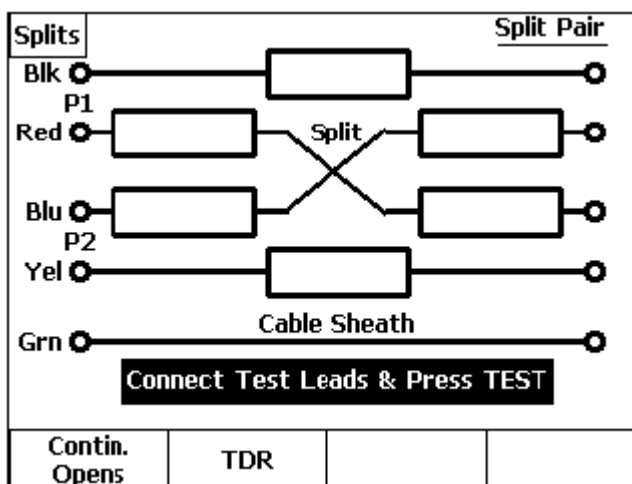 Splits
Split Pair
Blk
P1
Red
Split
Blu
P2
Yel
Cable Sheath
Grn
Connect Test Leads & Press TEST
Contin.
Opens
TDR